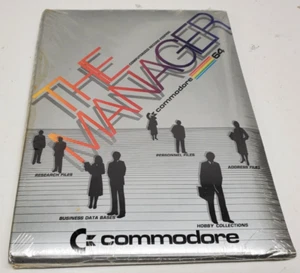 THE
MANAGER
commodore 64
PERSONNEL FILES
ADDRESS FILES
RESEARCH FILES
BUSINESS DATA BASES
HOBBY COLLECTIONS
commodore